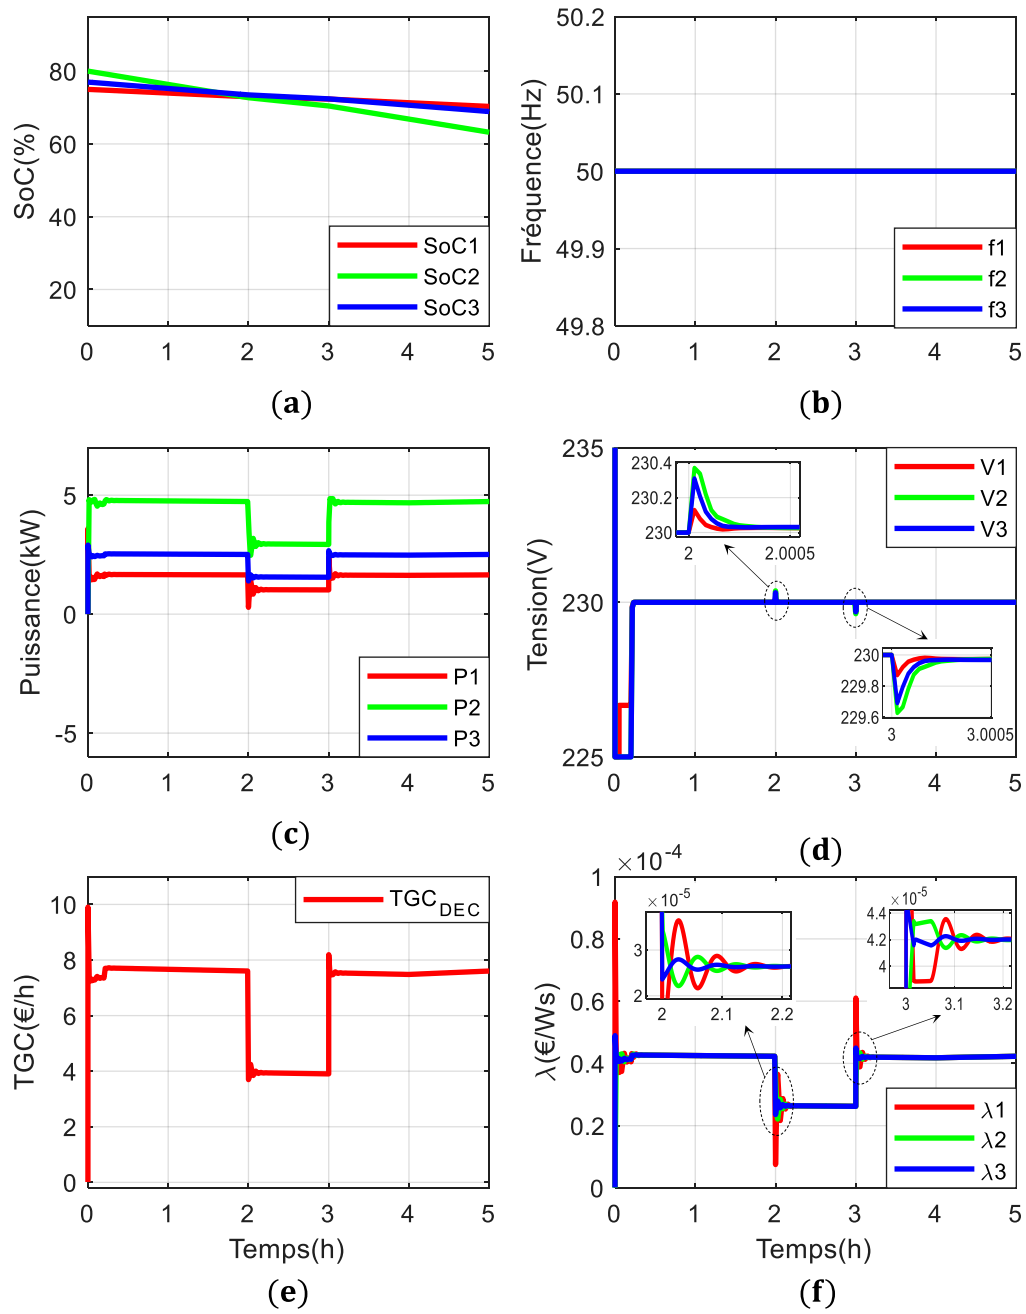 80
60
40
20
SoC(%)
SoC1
SoC2
SoC3
0 1 2 3 4 5
(a)
50.2
50.1
50
49.9
49.8
Fréquence(Hz)
f1
f2
f3
0 1 2 3 4 5
(b)
5
0
-5
Puissance(kW)
P1
P2
P3
0 1 2 3 4 5
(c)
235
230
225
Tension(V)
V1
V2
V3
230.4
230.2
230
2 2.0005
230
229.8
229.6
3 3.0005
0 1 2 3 4 5
(d)
10
8
6
4
2
0
TGC(€/h)
TGC_DEC
0 1 2 3 4 5
Temps(h)
(e)
×10^-4
1
0.8
0.6
0.4
0.2
0
λ(€/Ws)
×10^-5
3
2
2 2.1 2.2
×10^-5
4.4
4.2
4
3 3.1 3.2
λ1
λ2
λ3
0 1 2 3 4 5
Temps(h)
(f)